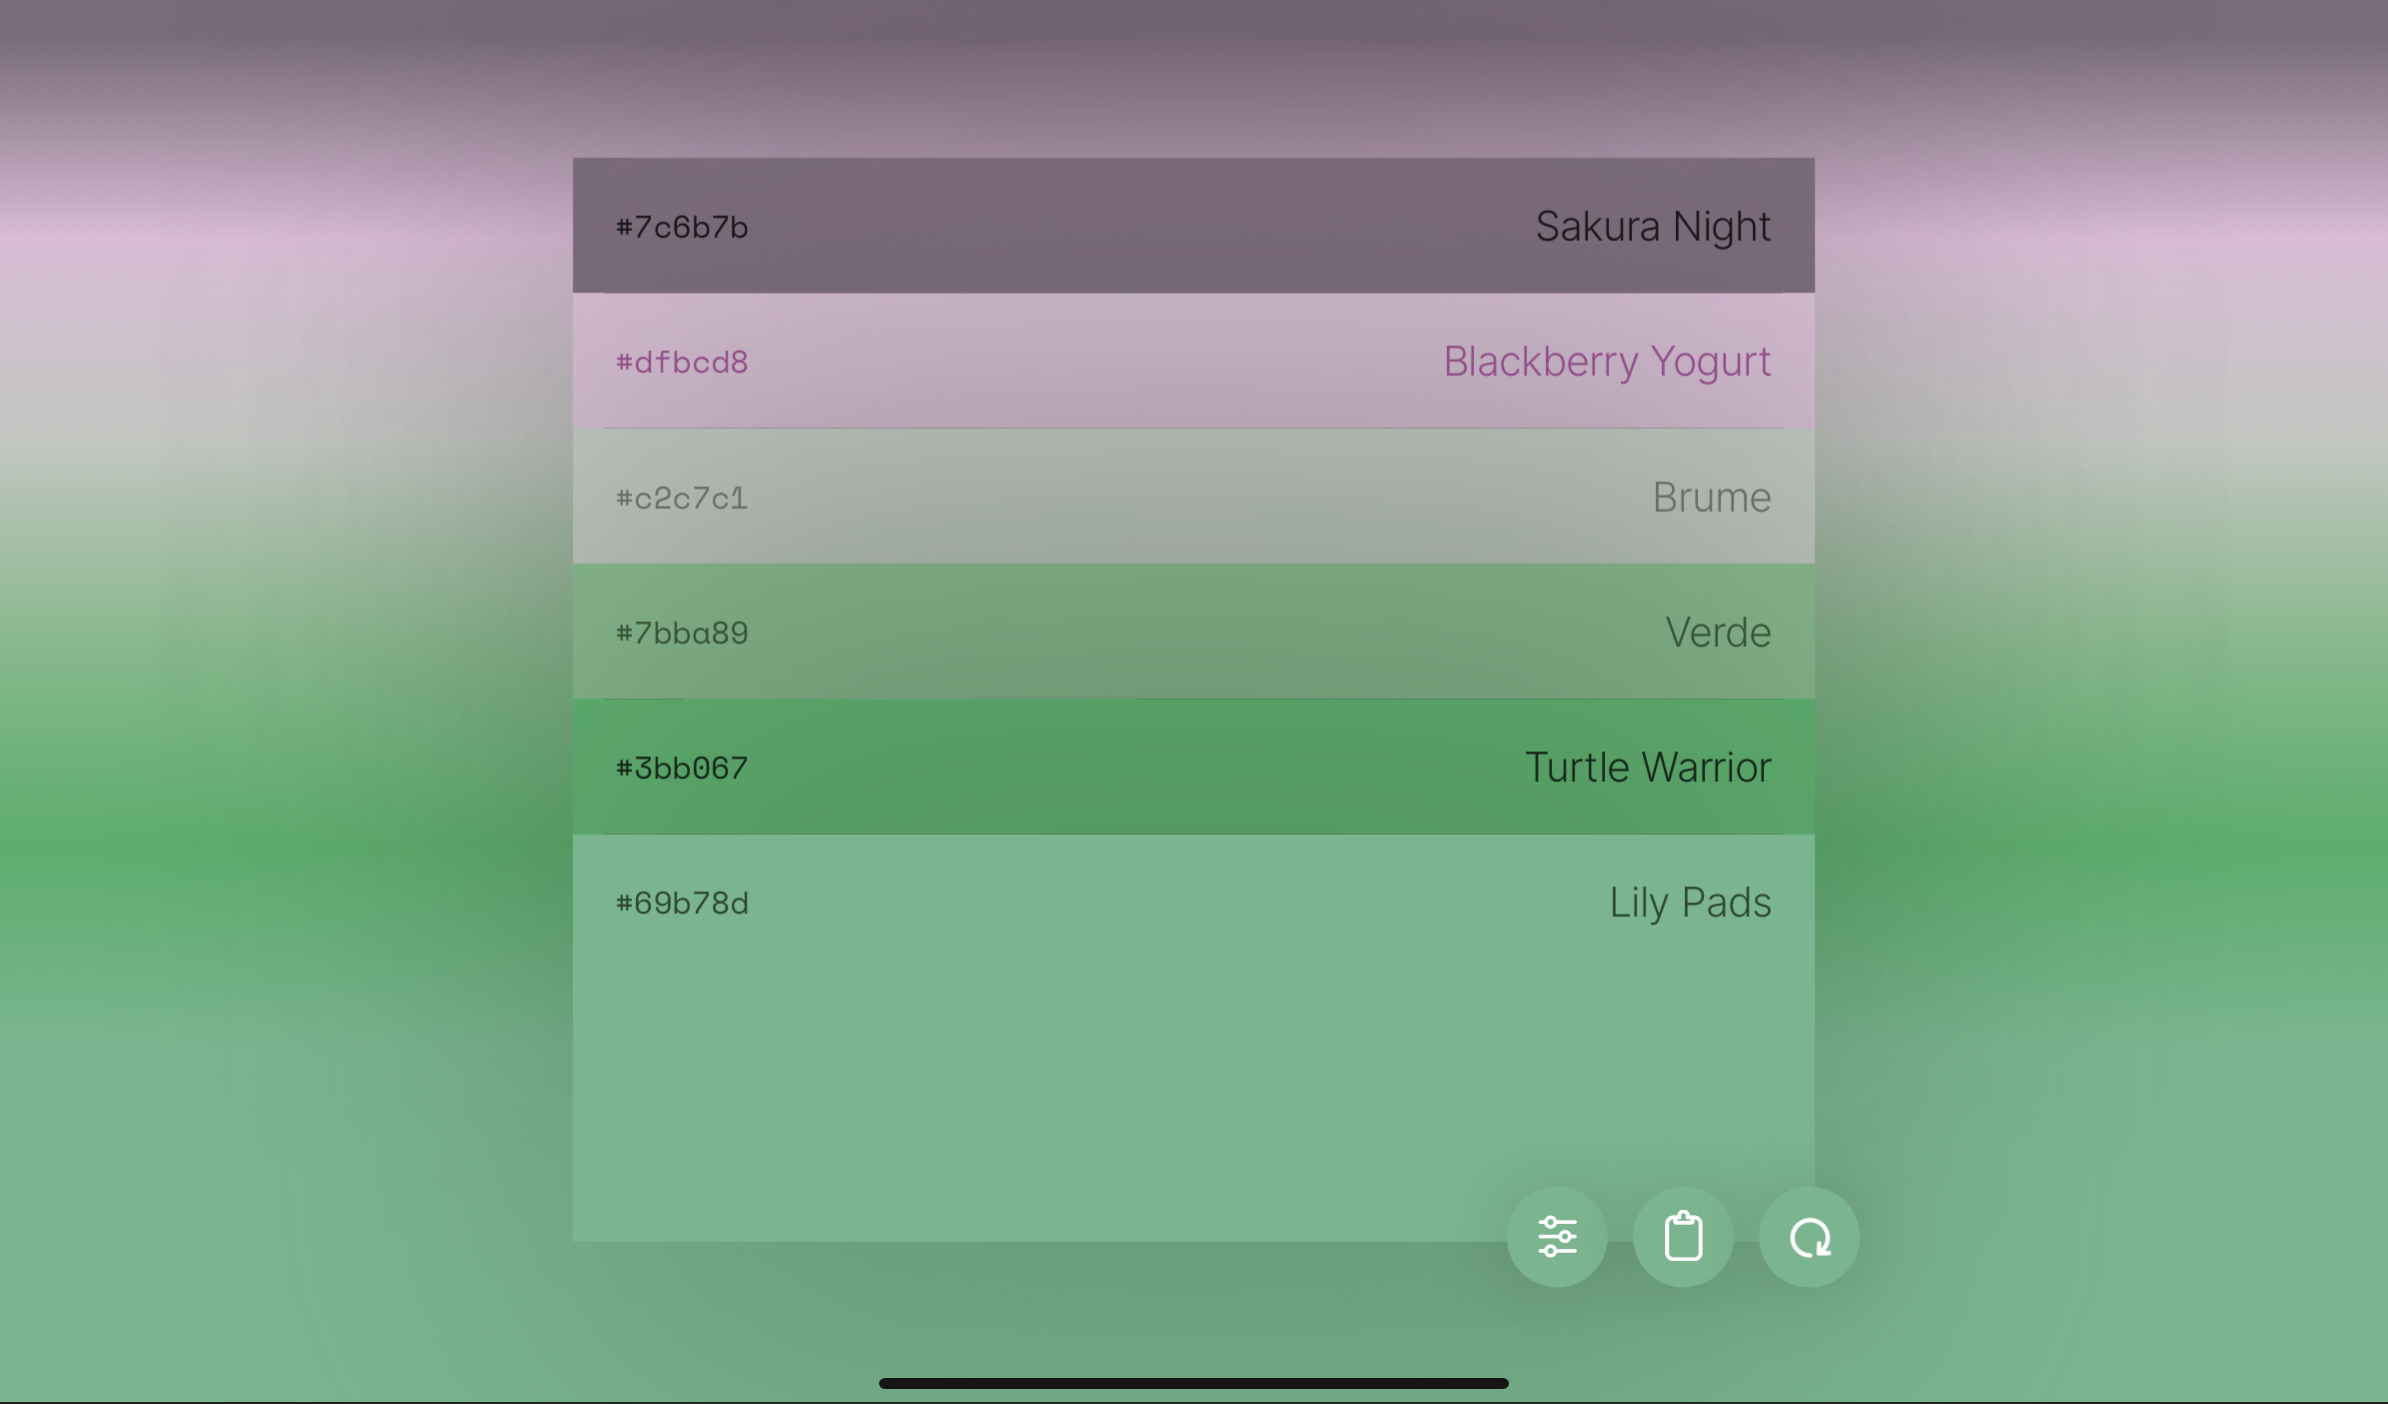 #7c6b7b Sakura Night
#dfbcd8 Blackberry Yogurt
#c2c7c1 Brume
#7bba89 Verde
#3bb067 Turtle Warrior
#69b78d Lily Pads